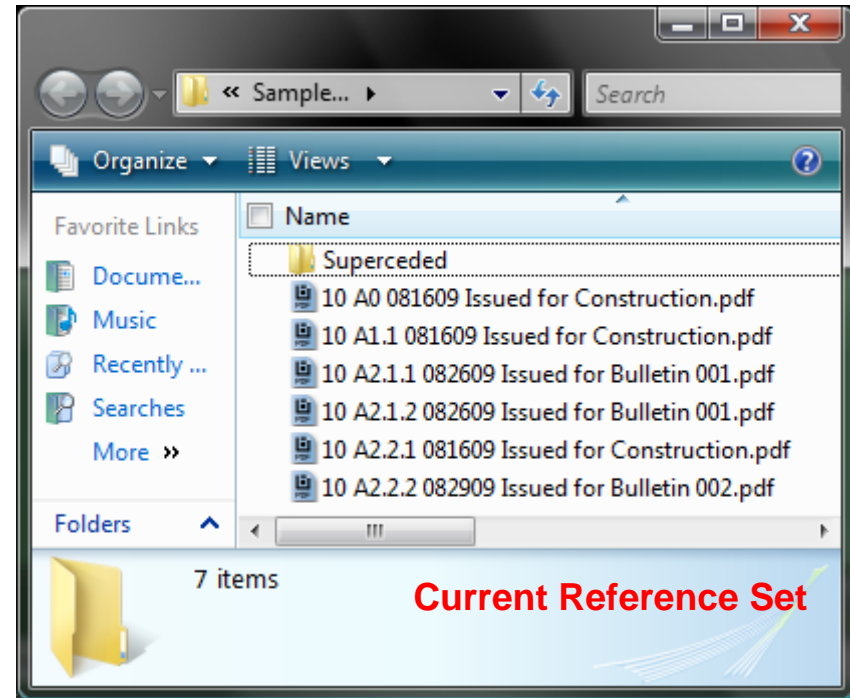 « Sample...
Search
Organize Views
Favorite Links
Docume...
Music
Recently ...
Searches
More »
Folders
Name
Superceded
10 A0 081609 Issued for Construction.pdf
10 A1.1 081609 Issued for Construction.pdf
10 A2.1.1 082609 Issued for Bulletin 001.pdf
10 A2.1.2 082609 Issued for Bulletin 001.pdf
10 A2.2.1 081609 Issued for Construction.pdf
10 A2.2.2 082909 Issued for Bulletin 002.pdf
7 items
Current Reference Set